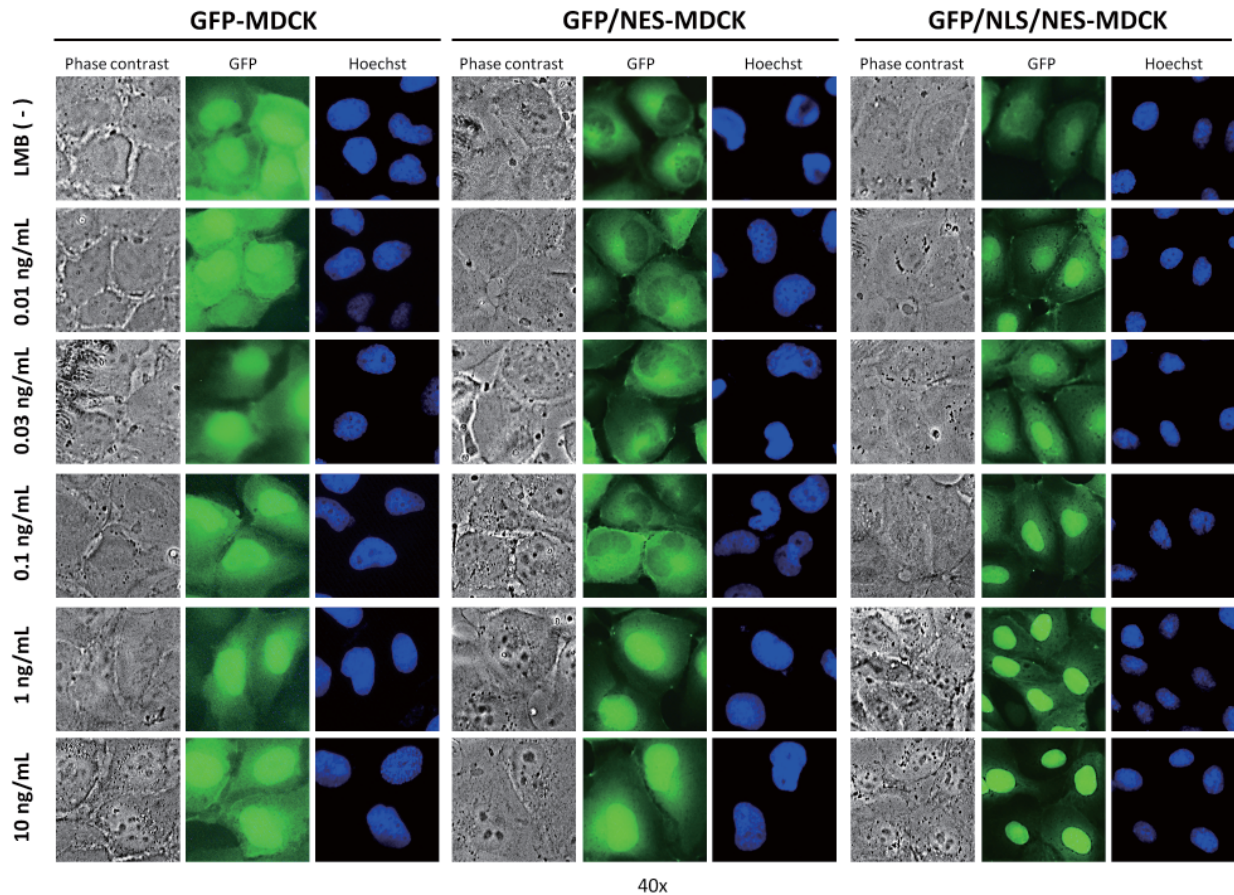 GFP-MDCK GFP/NES-MDCK GFP/NLS/NES-MDCK
Phase contrast GFP Hoechst Phase contrast GFP Hoechst Phase contrast GFP Hoechst
LMB ( - )
0.01 ng/mL
0.03 ng/mL
0.1 ng/mL
1 ng/mL
10 ng/mL
40x